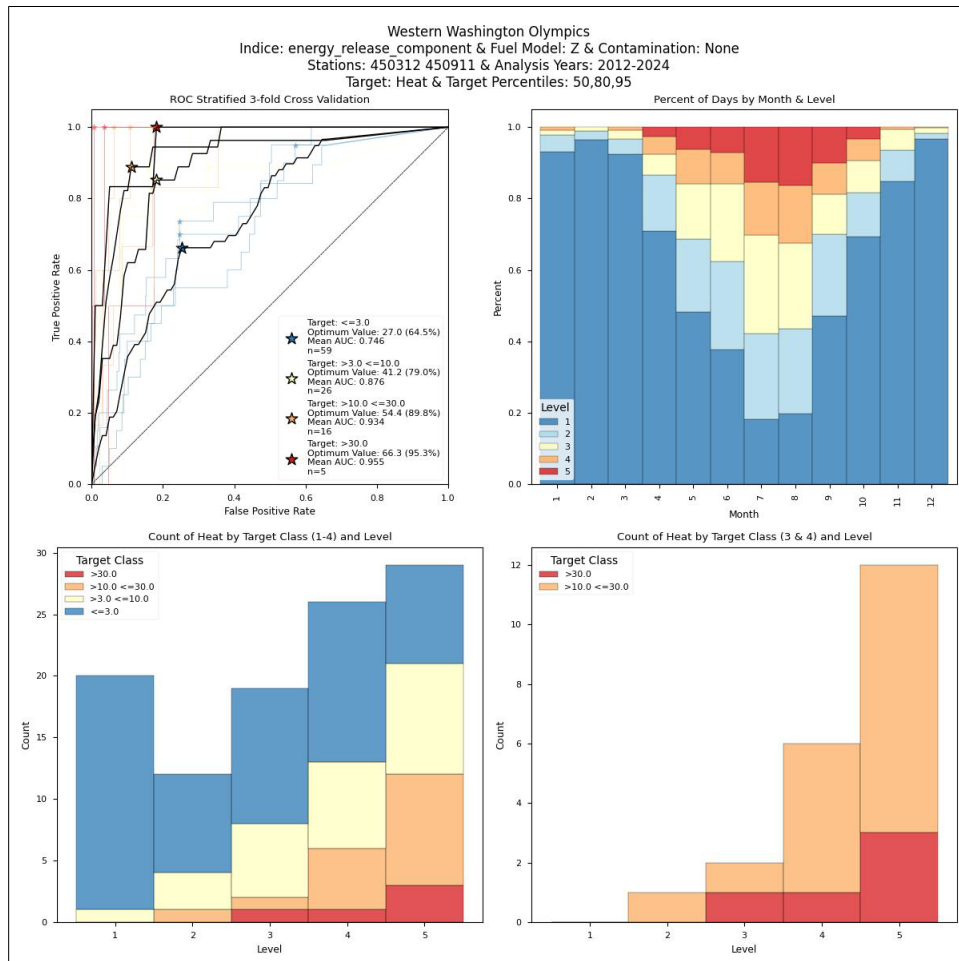 Western Washington Olympics
Indice: energy_release_component & Fuel Model: Z & Contamination: None
Stations: 450312 450911 & Analysis Years: 2012-2024
Target: Heat & Target Percentiles: 50,80,95
ROC Stratified 3-fold Cross Validation
1.0
0.8
0.6
0.4
0.2
0.0
True Positive Rate
Target: <=3.0
Optimum Value: 27.0 (64.5%)
Mean AUC: 0.746
n=59
Target: >3.0 <=10.0
Optimum Value: 41.2 (79.0%)
Mean AUC: 0.876
n=26
Target: >10.0 <=30.0
Optimum Value: 54.4 (89.8%)
Mean AUC: 0.934
n=16
Target: >30.0
Optimum Value: 66.3 (95.3%)
Mean AUC: 0.955
n=5
0.0 0.2 0.4 0.6 0.8 1.0
False Positive Rate
Percent of Days by Month & Level
1.0
0.8
0.6
0.4
0.2
0.0
Percent
Level
1
2
3
4
5
1 2 3 4 5 6 7 8 9 10 11 12
Month
Count of Heat by Target Class (1-4) and Level
30
25
20
15
10
5
0
Count
Target Class
>30.0
>10.0 <=30.0
>3.0 <=10.0
<=3.0
1 2 3 4 5
Level
Count of Heat by Target Class (3 & 4) and Level
12
10
8
6
4
2
0
Count
Target Class
>30.0
>10.0 <=30.0
1 2 3 4 5
Level